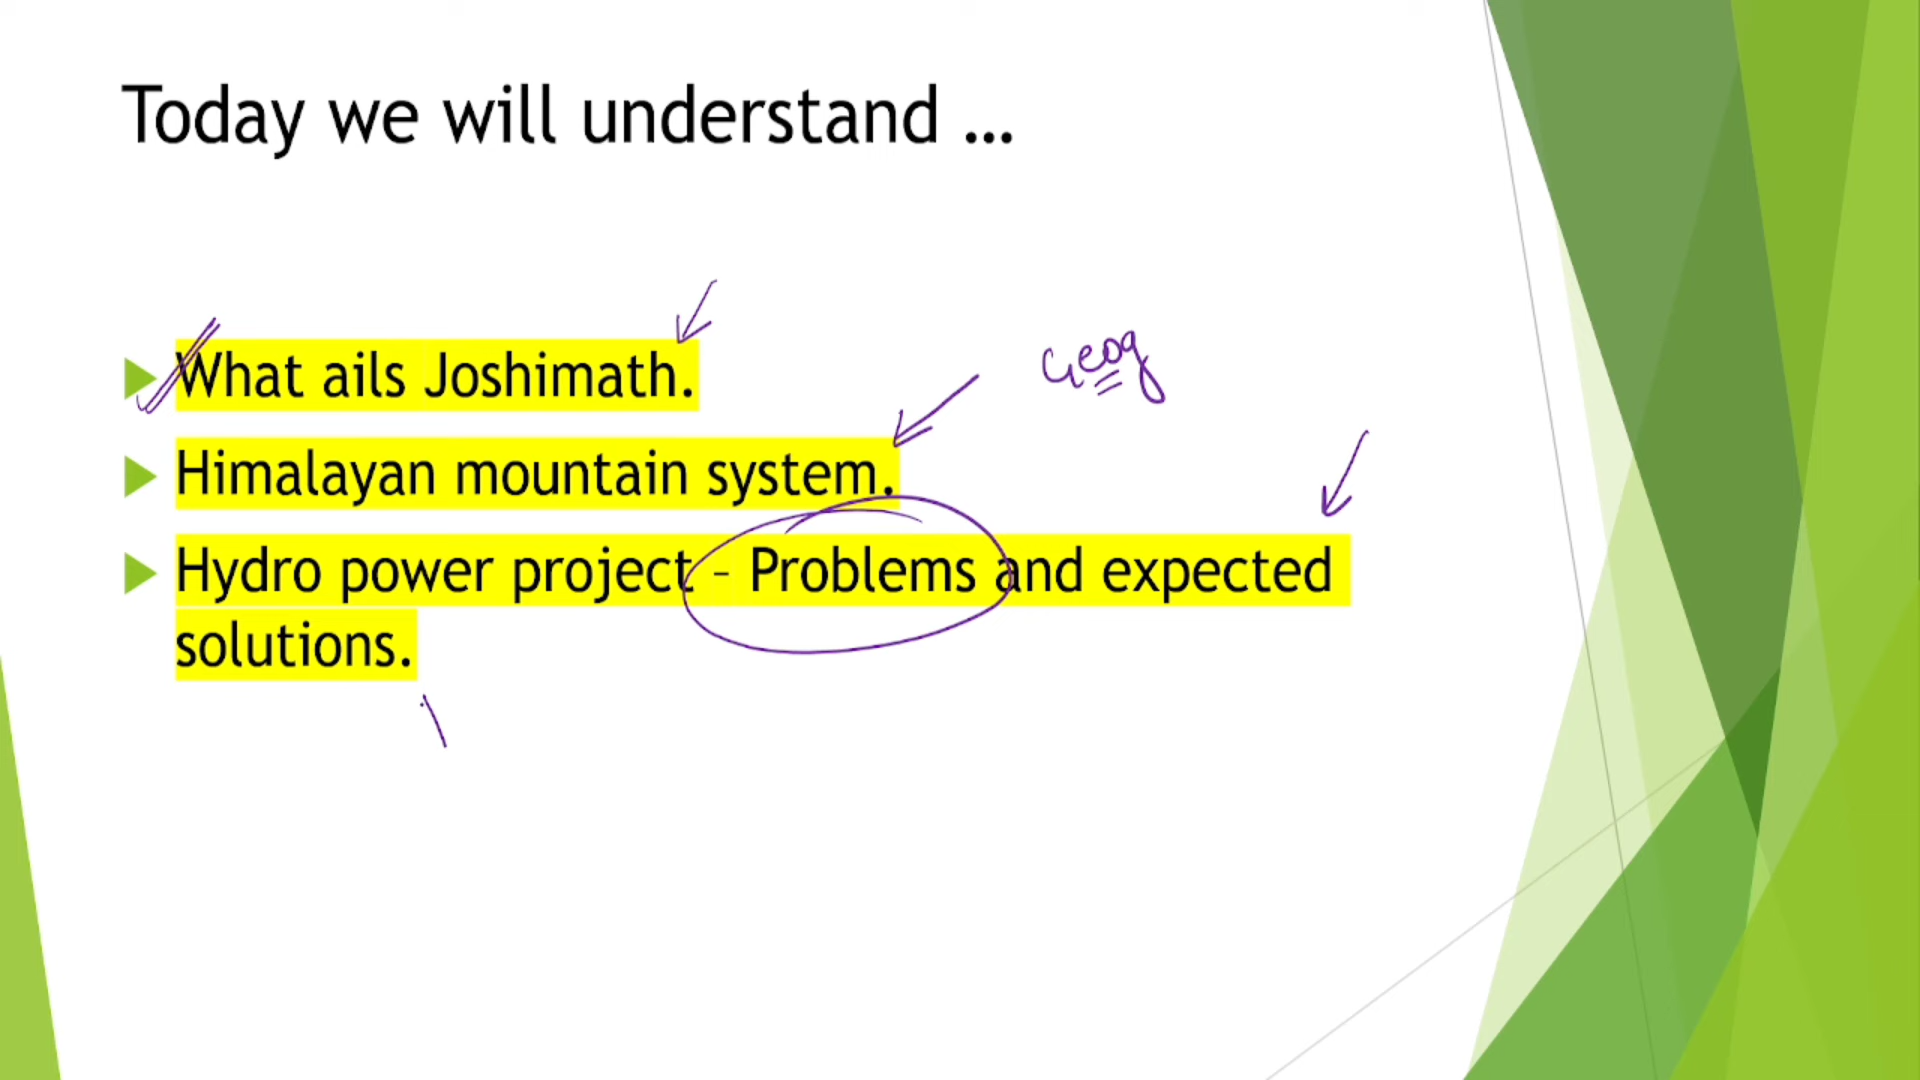 Today we will understand ...
What ails Joshimath.
Geog
Himalayan mountain system.
Hydro power project – Problems and expected
solutions.